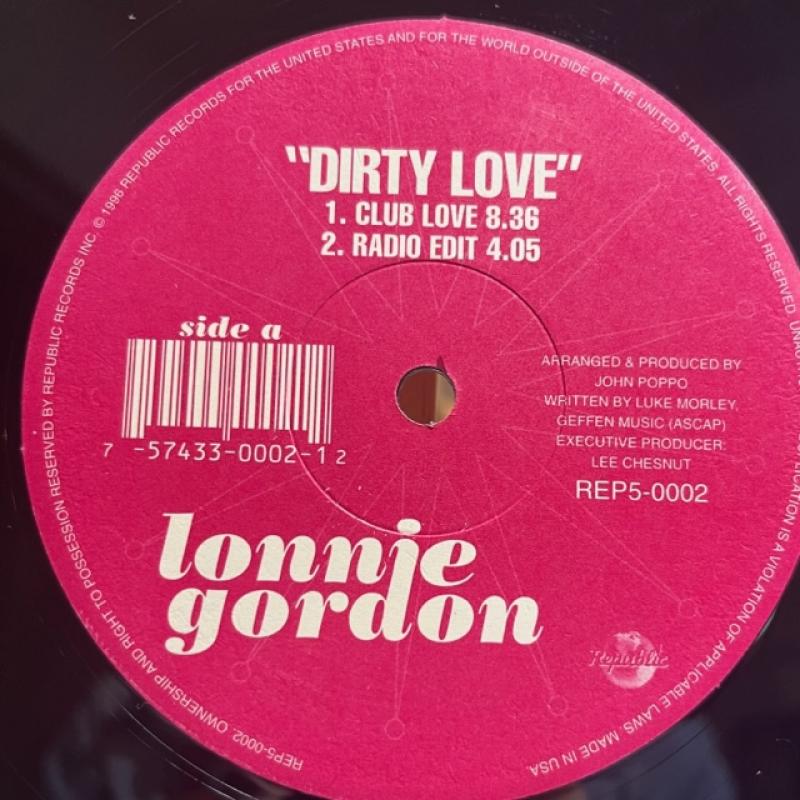 "DIRTY LOVE"
1. CLUB LOVE 8.36
2. RADIO EDIT 4.05
side a
7 -57433-0002-1 2
ARRANGED & PRODUCED BY
JOHN POPPO
WRITTEN BY LUKE MORLEY,
GEFFEN MUSIC (ASCAP)
EXECUTIVE PRODUCER:
LEE CHESNUT
REP5-0002
lonnie
gordon
Republic
REP5-0002. OWNERSHIP AND RIGHT TO POSSESSION RESERVED BY REPUBLIC RECORDS INC. © 1996 REPUBLIC RECORDS FOR THE UNITED STATES AND FOR THE WORLD OUTSIDE OF THE UNITED STATES. ALL RIGHTS RESERVED.
IS A VIOLATION OF APPLICABLE LAWS. MADE IN USA.